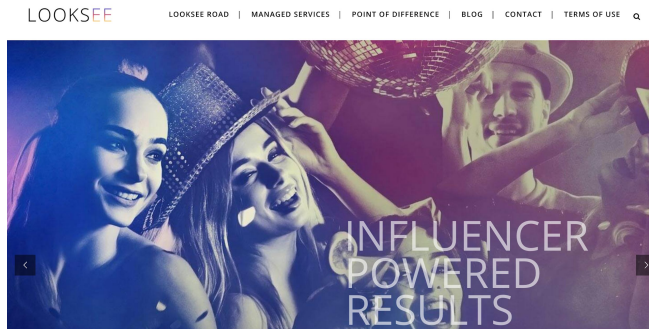 LOOKSEE
LOOKSEE ROAD | MANAGED SERVICES | POINT OF DIFFERENCE | BLOG | CONTACT | TERMS OF USE
INFLUENCER
POWERED
RESULTS